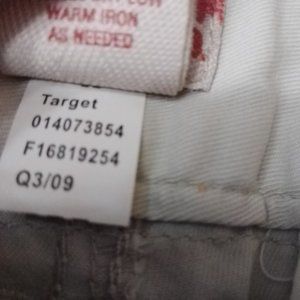 WARM IRON
AS NEEDED
Target
014073854
F16819254
Q3/09